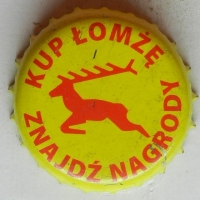 KUP ŁOMŻĘ
ZNAJDŹ NAGRODY